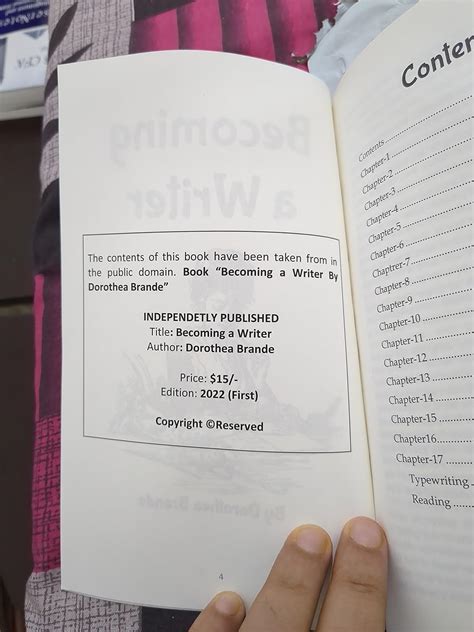 The contents of this book have been taken from in
the public domain. Book “Becoming a Writer By
Dorothea Brande”
INDEPENDETLY PUBLISHED
Title: Becoming a Writer
Author: Dorothea Brande
Price: $15/-
Edition: 2022 (First)
Copyright ©Reserved
4
Conten
Contents
Chapter-1
Chapter-2
Chapter-3
Chapter-4
Chapter-5
Chapter-6
Chaptrer-7
Chapter-8
Chapter-9
Chapter-10
Chapter-11
Chapter-12
Chapter-13
Chapter-14
Chapter-15
Chapter16
Chapter-17
Typewriting
Reading